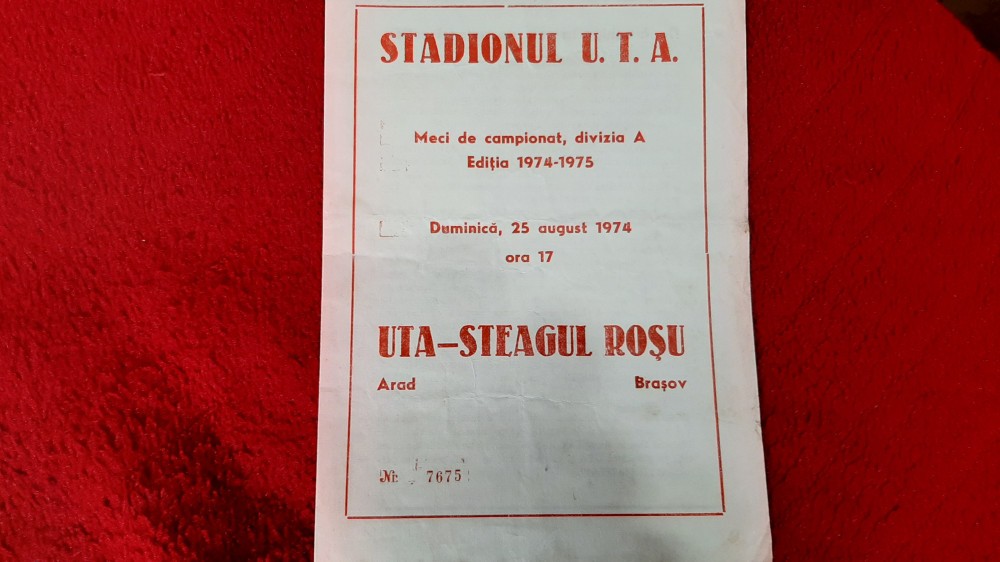 STADIONUL U. T. A.
Meci de campionat, divizia A
Ediția 1974-1975
Duminică, 25 august 1974
ora 17
UTA–STEAGUL ROȘU
Arad Brașov
Nr. 7675